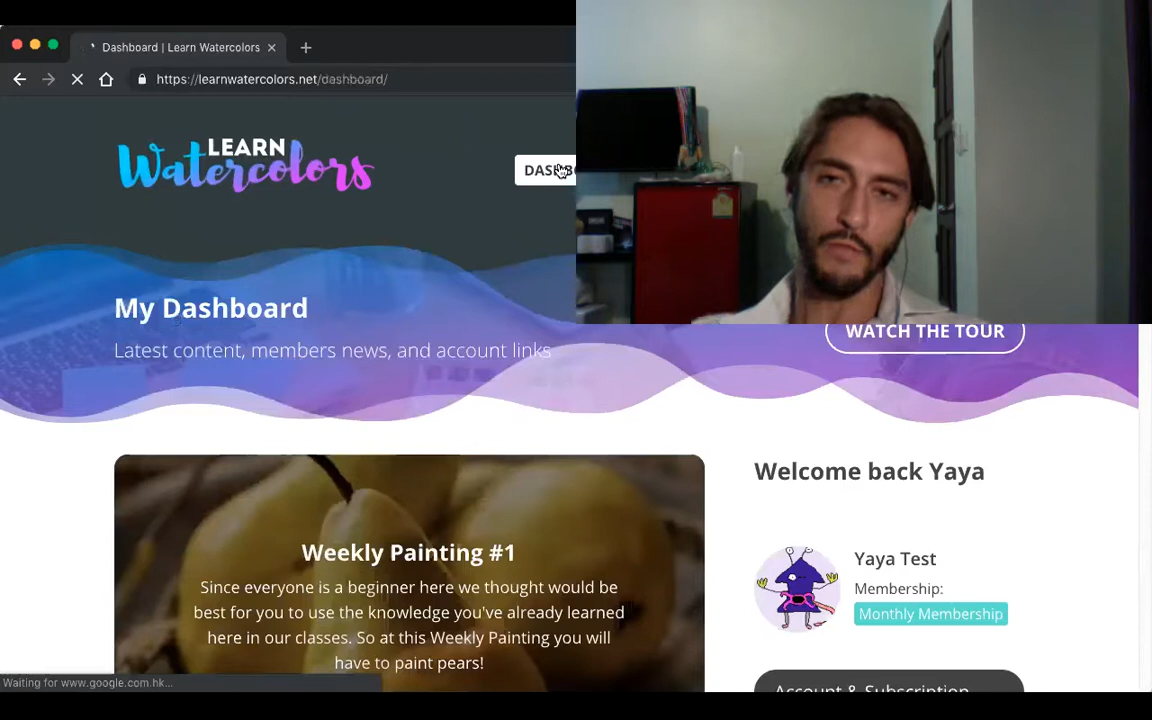 Dashboard | Learn Watercolors
https://learnwatercolors.net/dashboard/
LEARN
Watercolors
DASHBO
My Dashboard
Latest content, members news, and account links
WATCH THE TOUR
Welcome back Yaya
Weekly Painting #1
Since everyone is a beginner here we thought would be
best for you to use the knowledge you've already learned
here in our classes. So at this Weekly Painting you will
have to paint pears!
Yaya Test
Membership:
Monthly Membership
Account & Subscription
Waiting for www.google.com.hk...